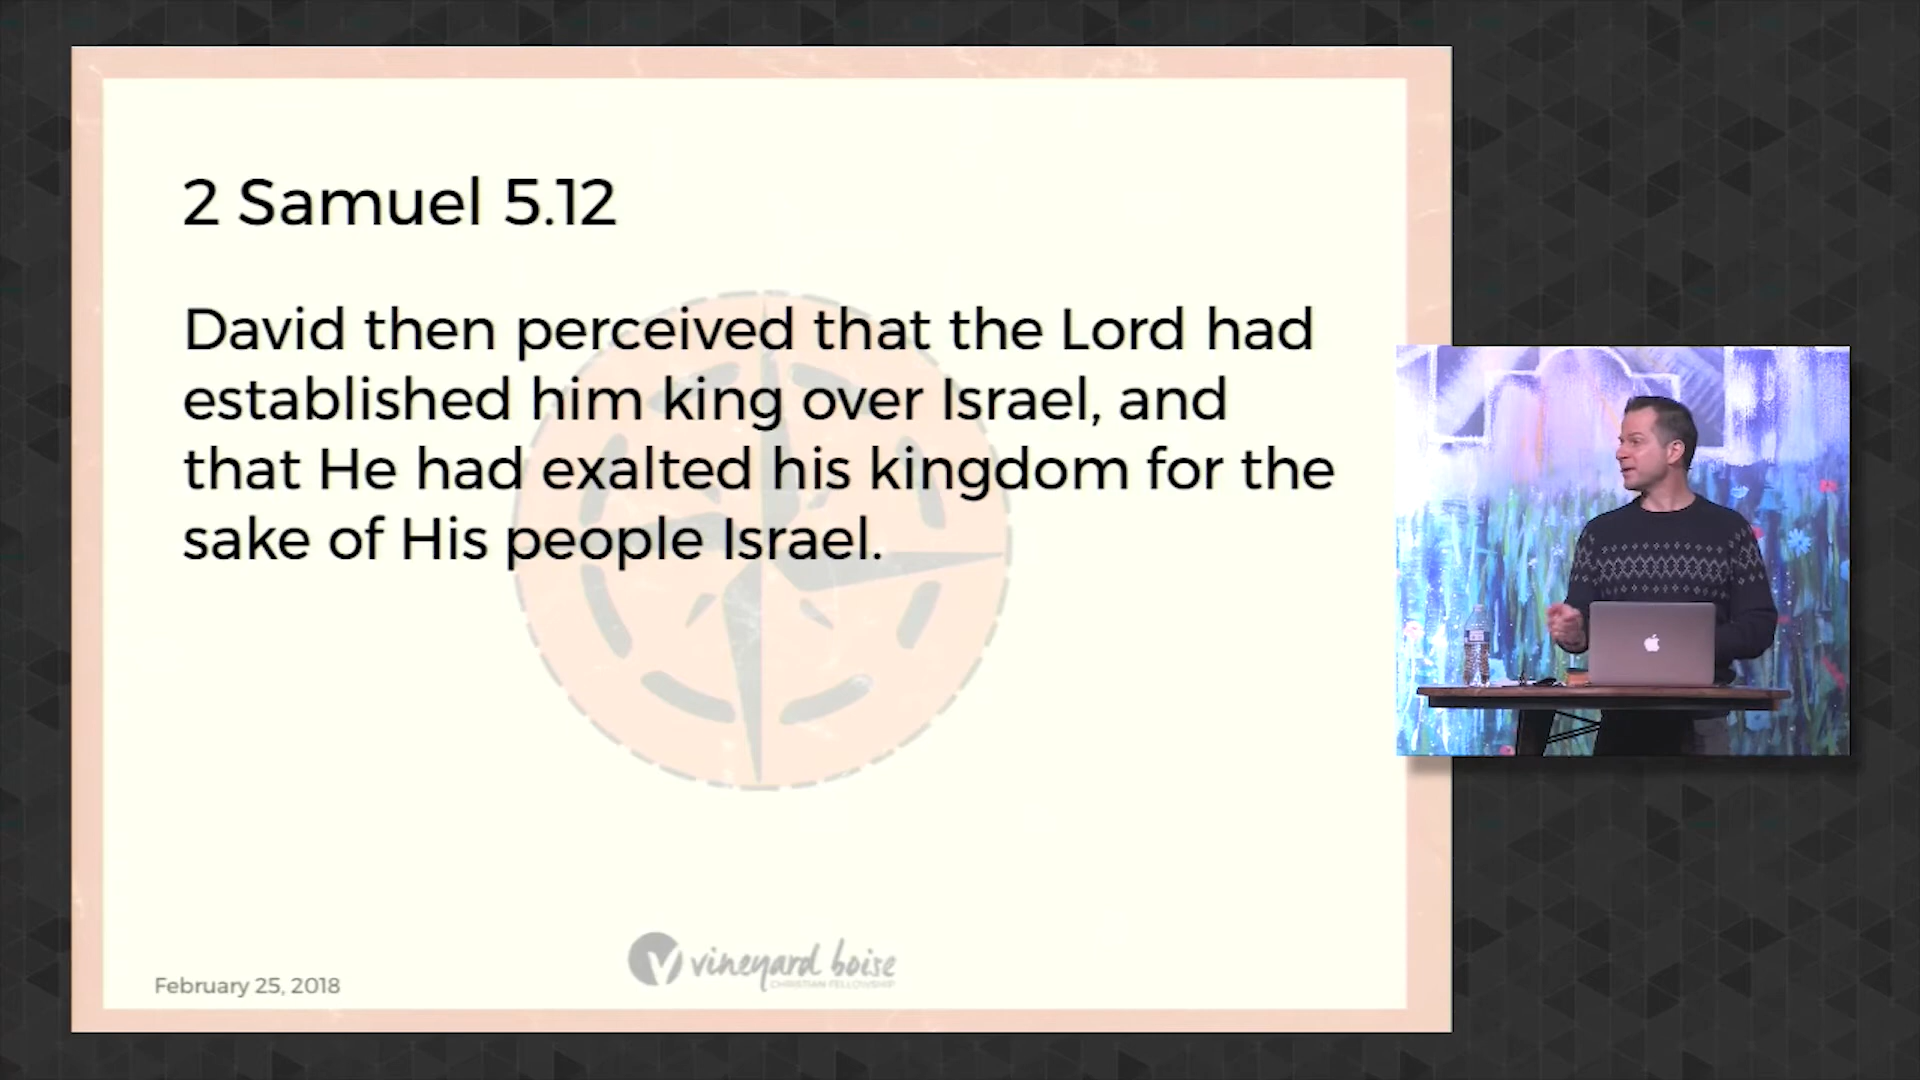 2 Samuel 5.12
David then perceived that the Lord had
established him king over Israel, and
that He had exalted his kingdom for the
sake of His people Israel.
vineyard boise
CHRISTIAN FELLOWSHIP
February 25, 2018